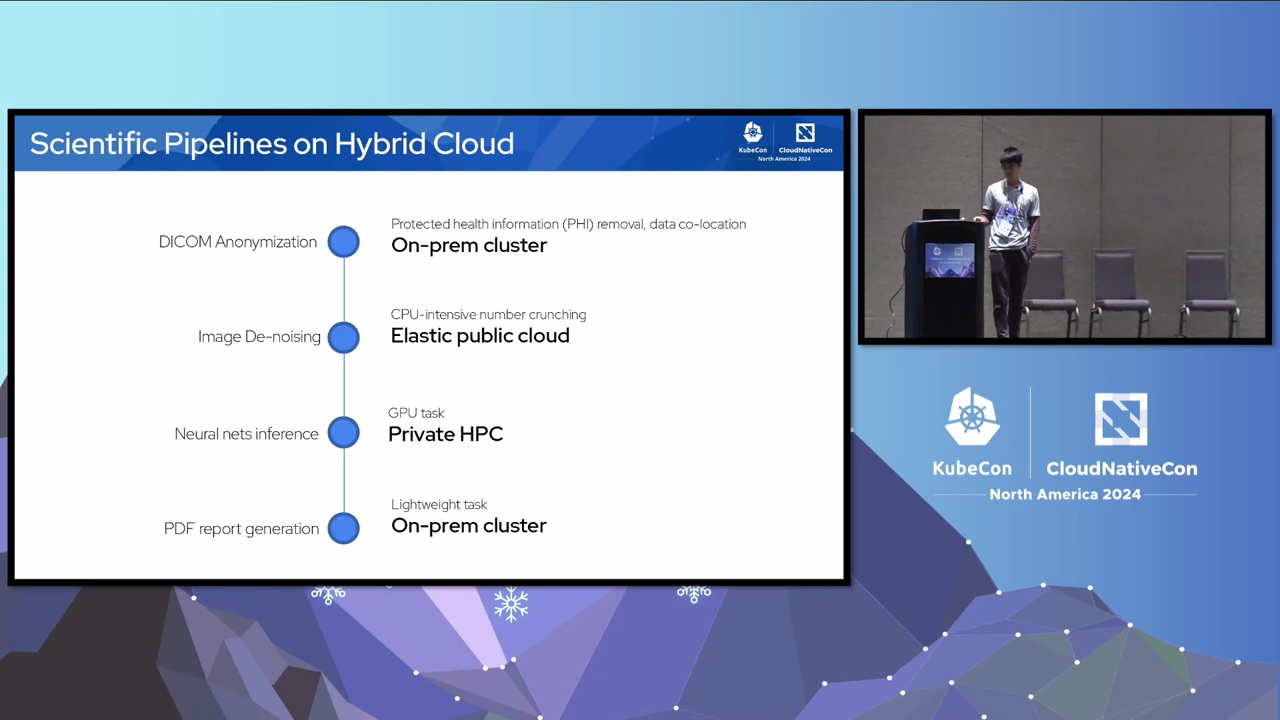 Scientific Pipelines on Hybrid Cloud
KubeCon
CloudNativeCon
North America 2024
DICOM Anonymization
Protected health information (PHI) removal, data co-location
On-prem cluster
Image De-noising
CPU-intensive number crunching
Elastic public cloud
Neural nets inference
GPU task
Private HPC
PDF report generation
Lightweight task
On-prem cluster
KubeCon
CloudNativeCon
North America 2024